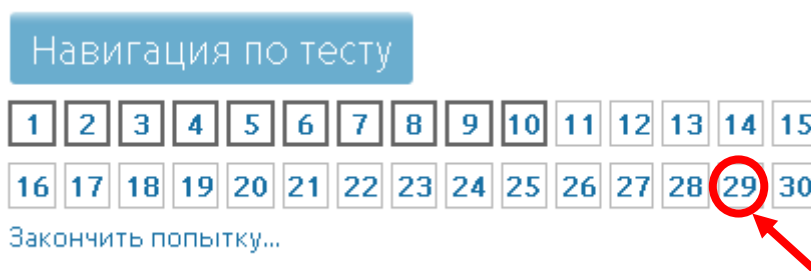 Навигация по тесту
1 2 3 4 5 6 7 8 9 10 11 12 13 14 15
16 17 18 19 20 21 22 23 24 25 26 27 28 29 30
Закончить попытку...